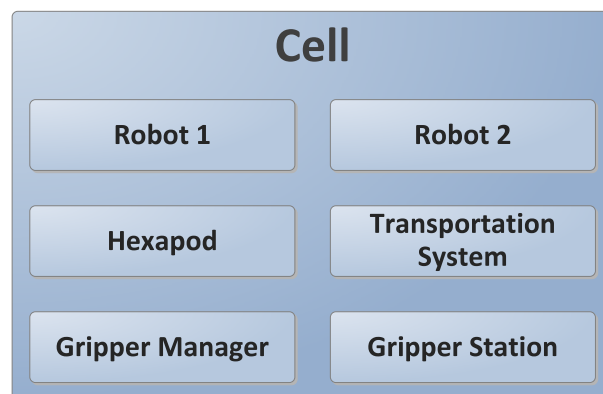 Cell
Robot 1
Robot 2
Hexapod
Transportation
System
Gripper Manager
Gripper Station